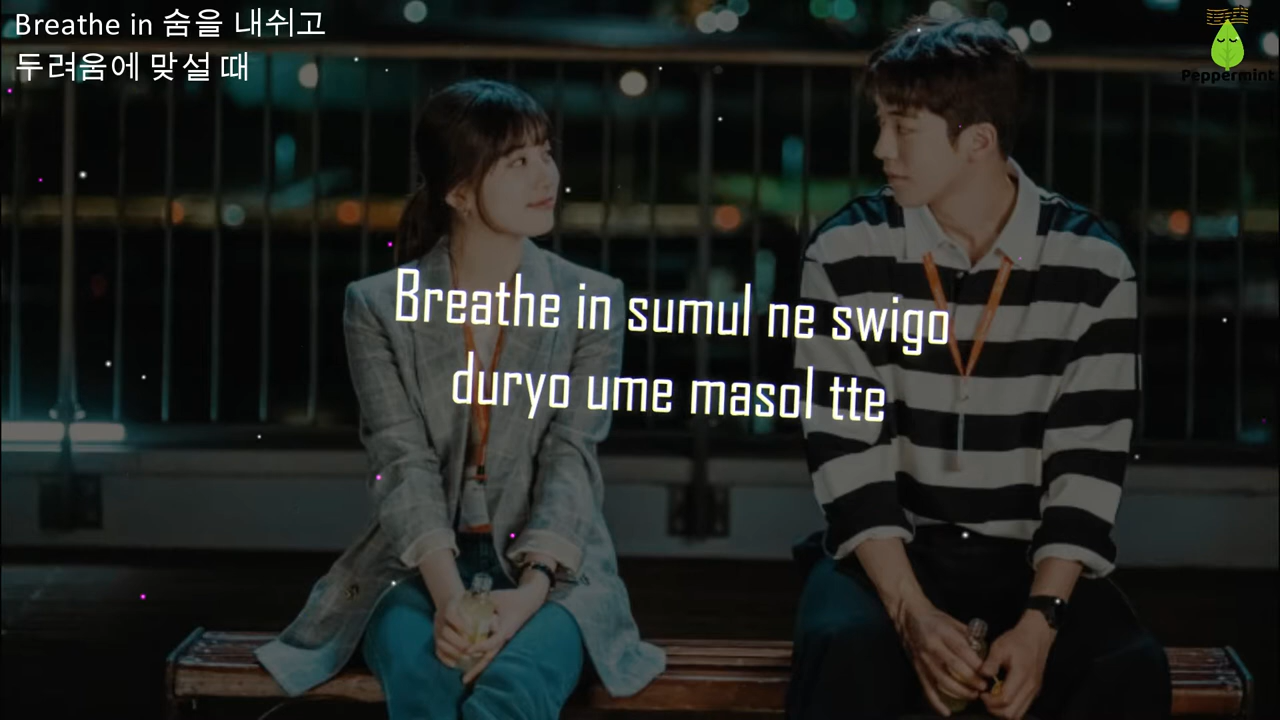 Breathe in 숨을 내쉬고
두려움에 맞설 때
Peppermint
Breathe in sumul ne swigo
duryo ume masol tte